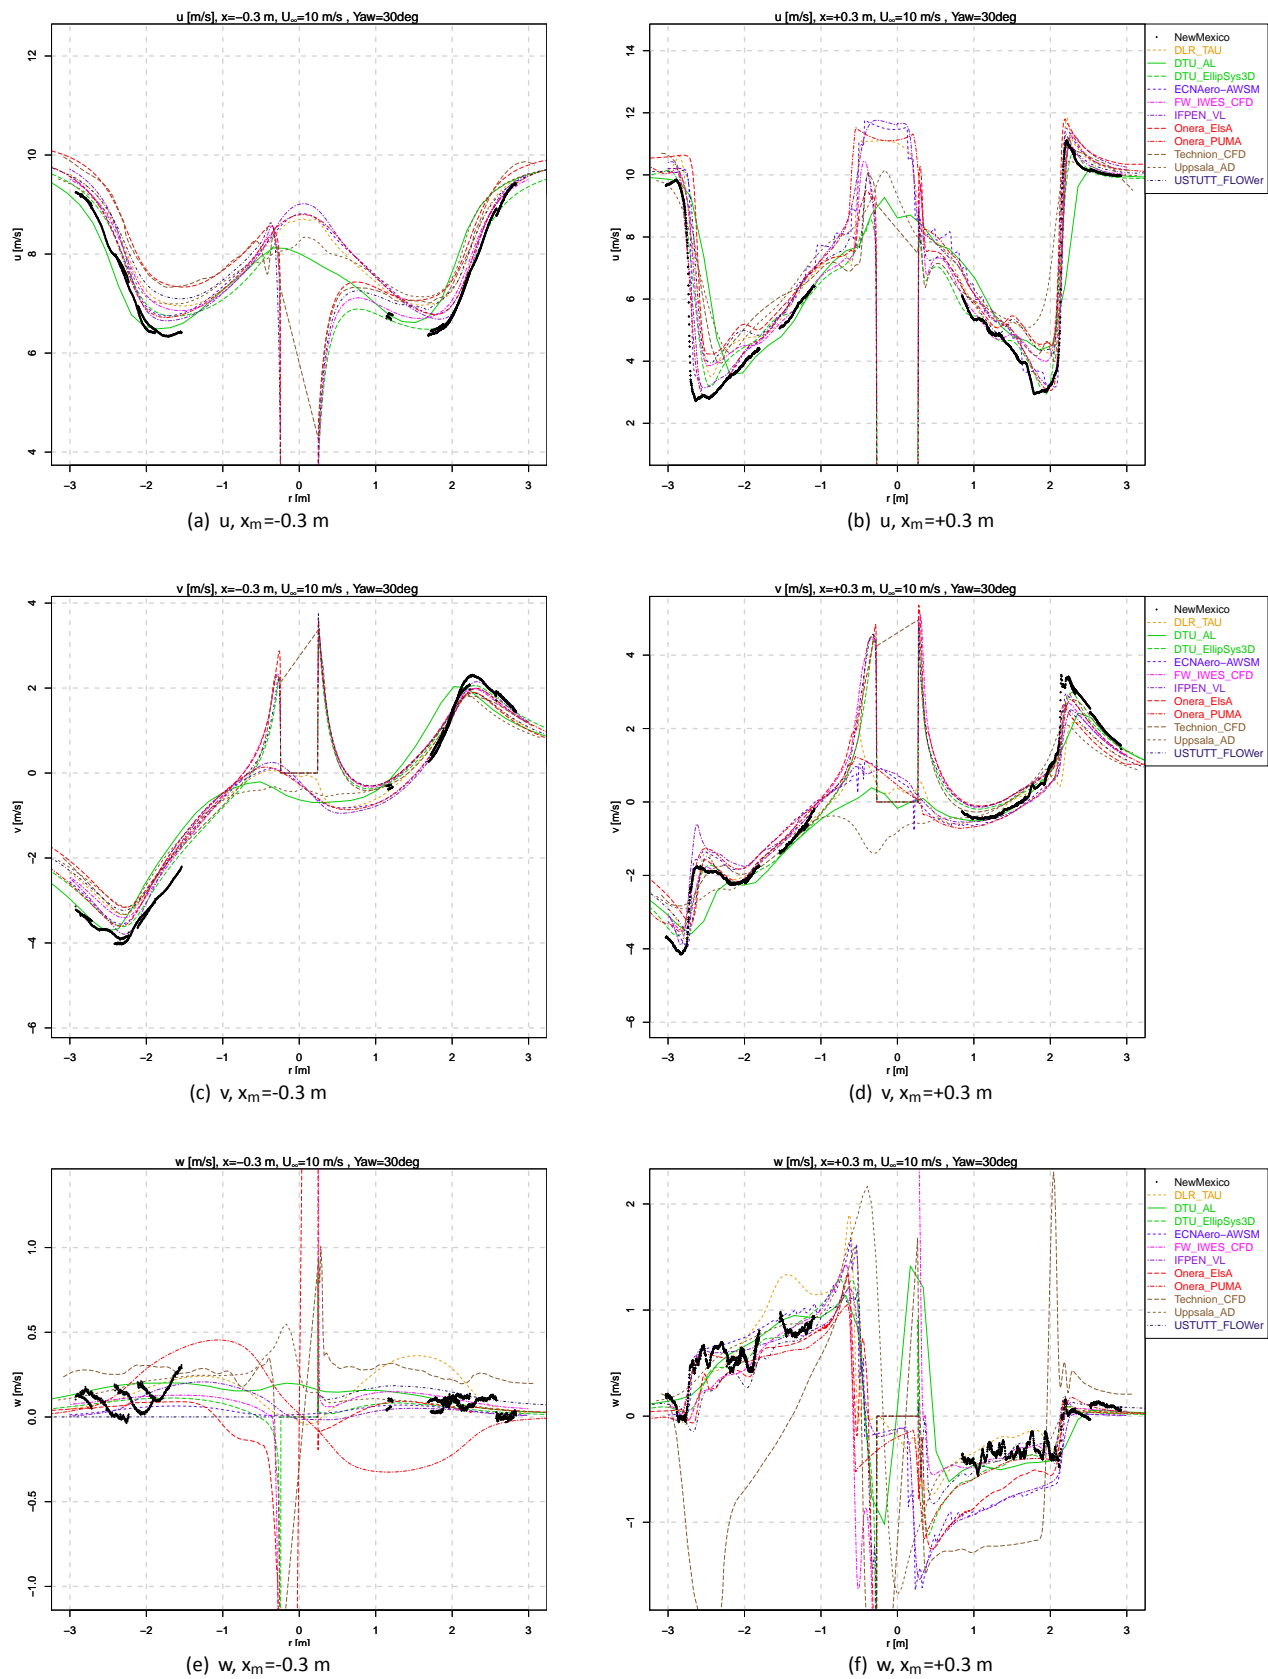 u [m/s], x=−0.3 m, U∞=10 m/s , Yaw=30deg
u [m/s]
12
10
8
6
4
−3 −2 −1 0 1 2 3
r [m]
(a) u, xm=-0.3 m
u [m/s], x=+0.3 m, U∞=10 m/s , Yaw=30deg
u [m/s]
14
12
10
8
6
4
2
−3 −2 −1 0 1 2 3
r [m]
NewMexico
DLR_TAU
DTU_AL
DTU_EllipSys3D
ECNAero−AWSM
FW_IWES_CFD
IFPEN_VL
Onera_ElsA
Onera_PUMA
Technion_CFD
Uppsala_AD
USTUTT_FLOWer
(b) u, xm=+0.3 m
v [m/s], x=−0.3 m, U∞=10 m/s , Yaw=30deg
v [m/s]
4
2
0
−2
−4
−6
−3 −2 −1 0 1 2 3
r [m]
(c) v, xm=-0.3 m
v [m/s], x=+0.3 m, U∞=10 m/s , Yaw=30deg
v [m/s]
4
2
0
−2
−4
−6
−3 −2 −1 0 1 2 3
r [m]
NewMexico
DLR_TAU
DTU_AL
DTU_EllipSys3D
ECNAero−AWSM
FW_IWES_CFD
IFPEN_VL
Onera_ElsA
Onera_PUMA
Technion_CFD
Uppsala_AD
USTUTT_FLOWer
(d) v, xm=+0.3 m
w [m/s], x=−0.3 m, U∞=10 m/s , Yaw=30deg
w [m/s]
1.0
0.5
0.0
−0.5
−1.0
−3 −2 −1 0 1 2 3
r [m]
(e) w, xm=-0.3 m
w [m/s], x=+0.3 m, U∞=10 m/s , Yaw=30deg
w [m/s]
2
1
0
−1
−3 −2 −1 0 1 2 3
r [m]
NewMexico
DLR_TAU
DTU_AL
DTU_EllipSys3D
ECNAero−AWSM
FW_IWES_CFD
IFPEN_VL
Onera_ElsA
Onera_PUMA
Technion_CFD
Uppsala_AD
USTUTT_FLOWer
(f) w, xm=+0.3 m